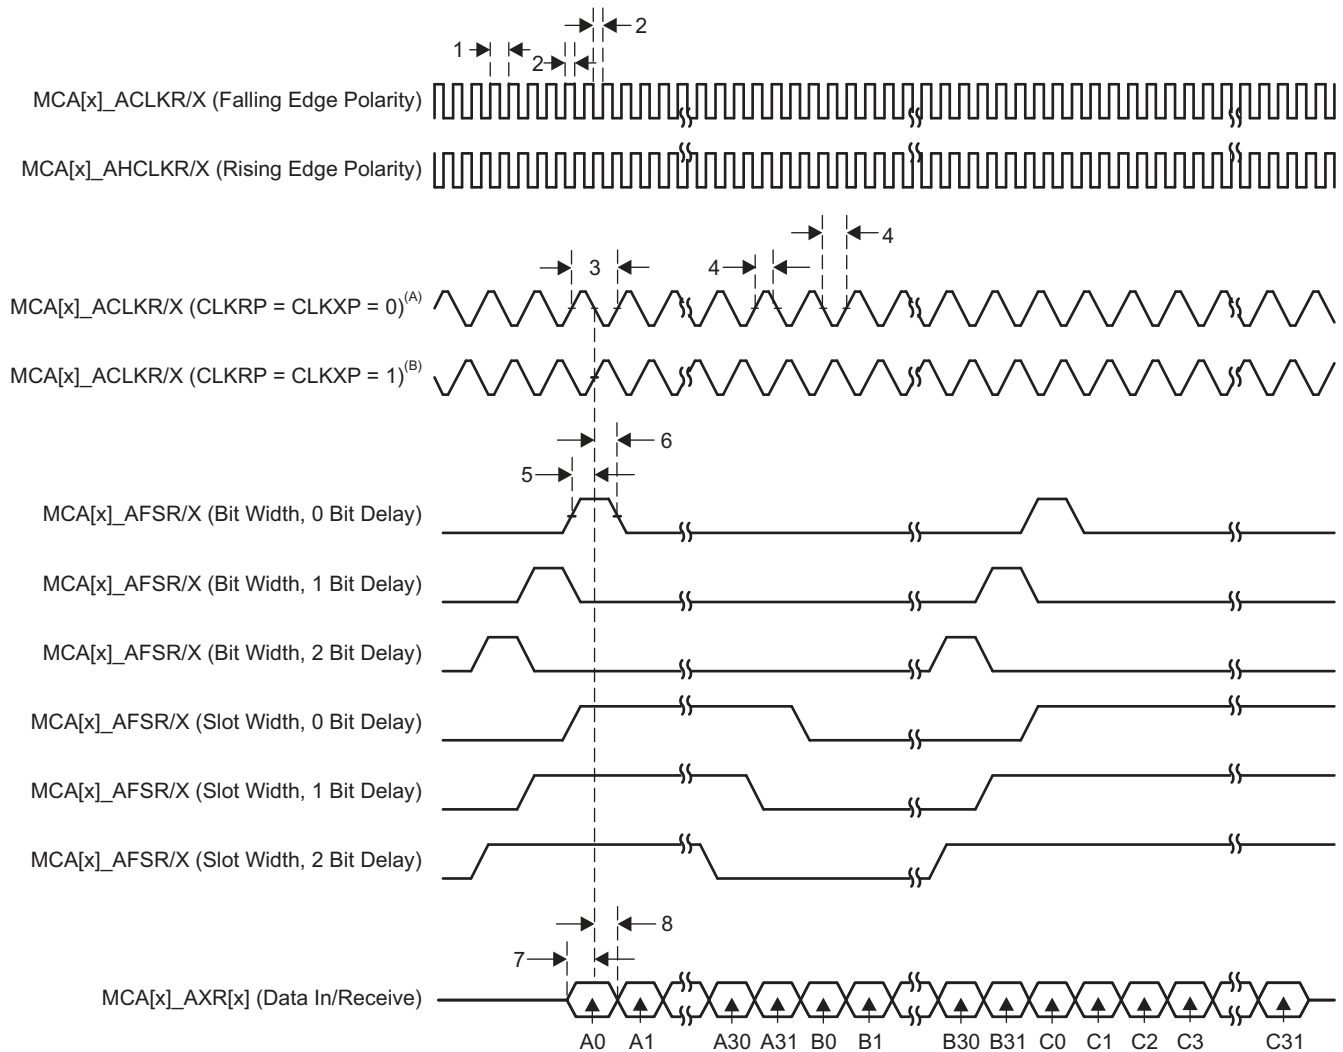 2
1
2
MCA[x]_ACLKR/X (Falling Edge Polarity)
MCA[x]_AHCLKR/X (Rising Edge Polarity)
4
3
4
MCA[x]_ACLKR/X (CLKRP = CLKXP = 0)(A)
MCA[x]_ACLKR/X (CLKRP = CLKXP = 1)(B)
6
5
MCA[x]_AFSR/X (Bit Width, 0 Bit Delay)
MCA[x]_AFSR/X (Bit Width, 1 Bit Delay)
MCA[x]_AFSR/X (Bit Width, 2 Bit Delay)
MCA[x]_AFSR/X (Slot Width, 0 Bit Delay)
MCA[x]_AFSR/X (Slot Width, 1 Bit Delay)
MCA[x]_AFSR/X (Slot Width, 2 Bit Delay)
8
7
MCA[x]_AXR[x] (Data In/Receive)
A0 A1 A30 A31 B0 B1 B30 B31 C0 C1 C2 C3 C31